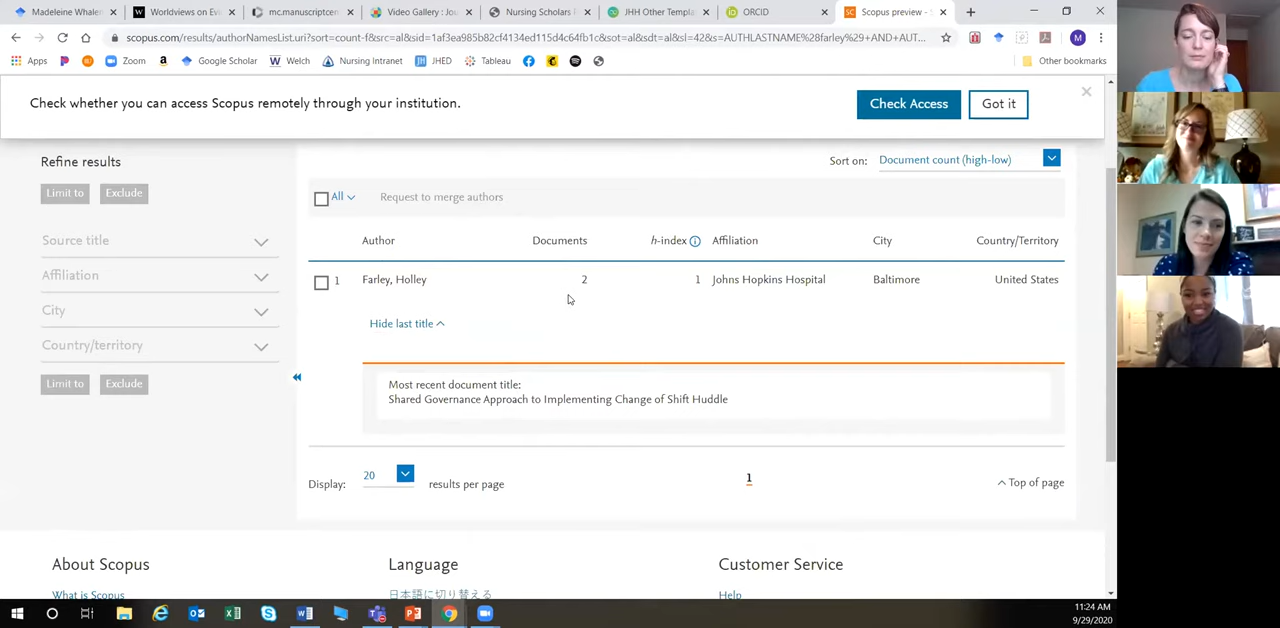 Madeleine Whalen
Worldviews on Evi
mc.manuscriptcen
Video Gallery : Jou
Nursing Scholars P
JHH Other Templa
ORCID
Scopus preview -
scopus.com/results/authorNamesList.uri?sort=count-f&src=al&sid=1af3ea985b82cf4134ed115d4c64fb1c&sot=al&sdt=al&sl=42&s=AUTHLASTNAME%28farley+AND+AUT...
M
Apps
Zoom
Google Scholar
Welch
Nursing Intranet
JHED
Tableau
Other bookmarks
Check whether you can access Scopus remotely through your institution.
Check Access
Got it
Refine results
Limit to Exclude
Source title
Affiliation
City
Country/territory
Limit to Exclude
Sort on: Document count (high-low)
All Request to merge authors
Author Documents h-index Affiliation City Country/Territory
1 Farley, Holley 2 1 Johns Hopkins Hospital Baltimore United States
Hide last title
Most recent document title:
Shared Governance Approach to Implementing Change of Shift Huddle
Display: 20 results per page
1
Top of page
About Scopus Language Customer Service
What is Scopus 日本語に切り替える Help
11:24 AM
9/29/2020